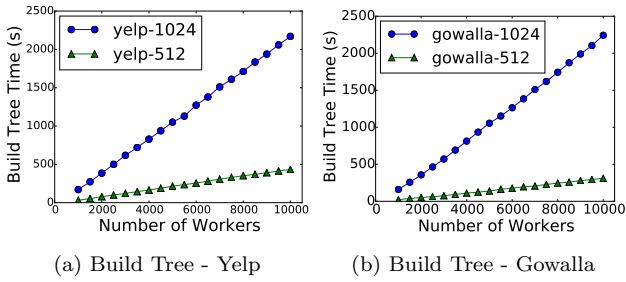 2500
2000
1500
1000
500
0
0 2000 4000 6000 8000 10000
Build Tree Time (s)
Number of Workers
yelp-1024
yelp-512
(a) Build Tree - Yelp
2500
2000
1500
1000
500
0
0 2000 4000 6000 8000 10000
Build Tree Time (s)
Number of Workers
gowalla-1024
gowalla-512
(b) Build Tree - Gowalla